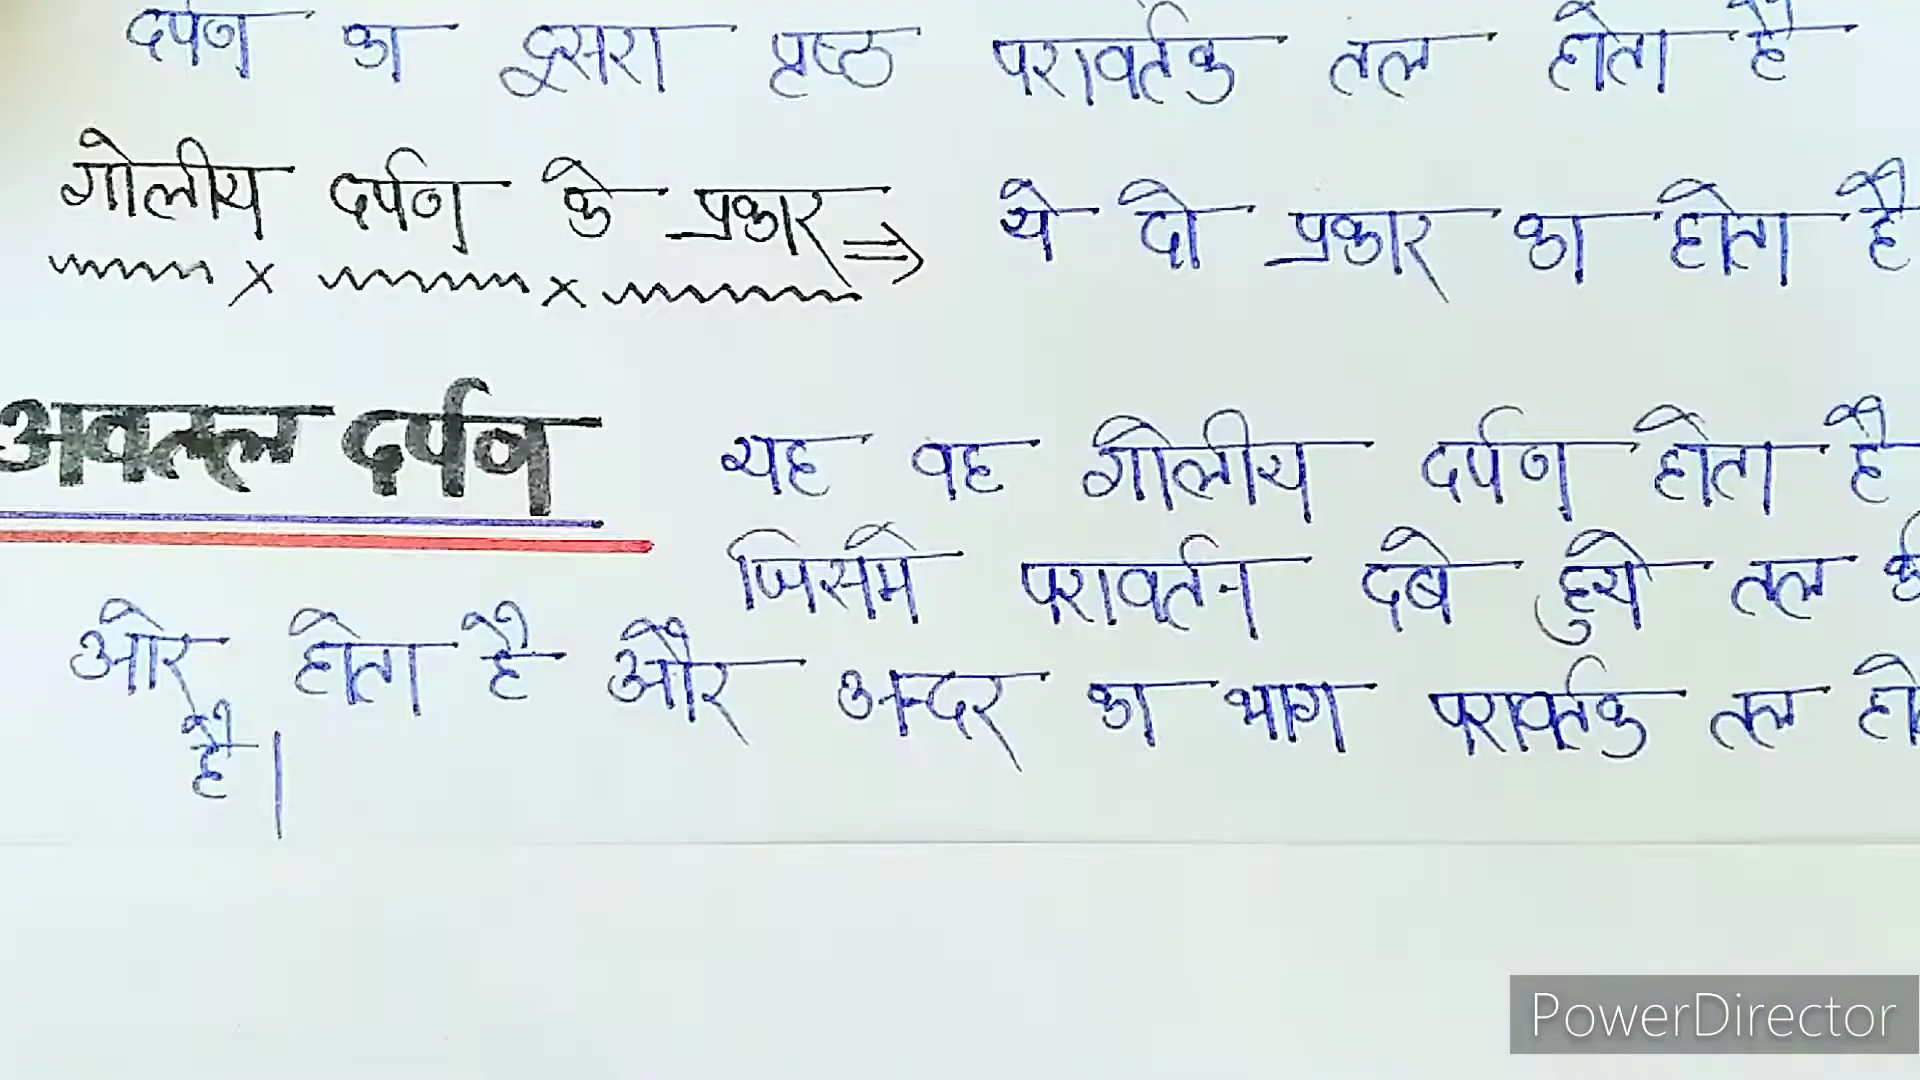 दर्पण का दूसरा पृष्ठ परावर्तक तल होता है
गोलीय दर्पण के प्रकार ⇒ ये दो प्रकार का होता है
अवतल दर्पण यह वह गोलीय दर्पण होता है
जिसमें परावर्तन दबे हुये तल
ओर होता है और अन्दर का भाग परावर्तक तल
है।
PowerDirector